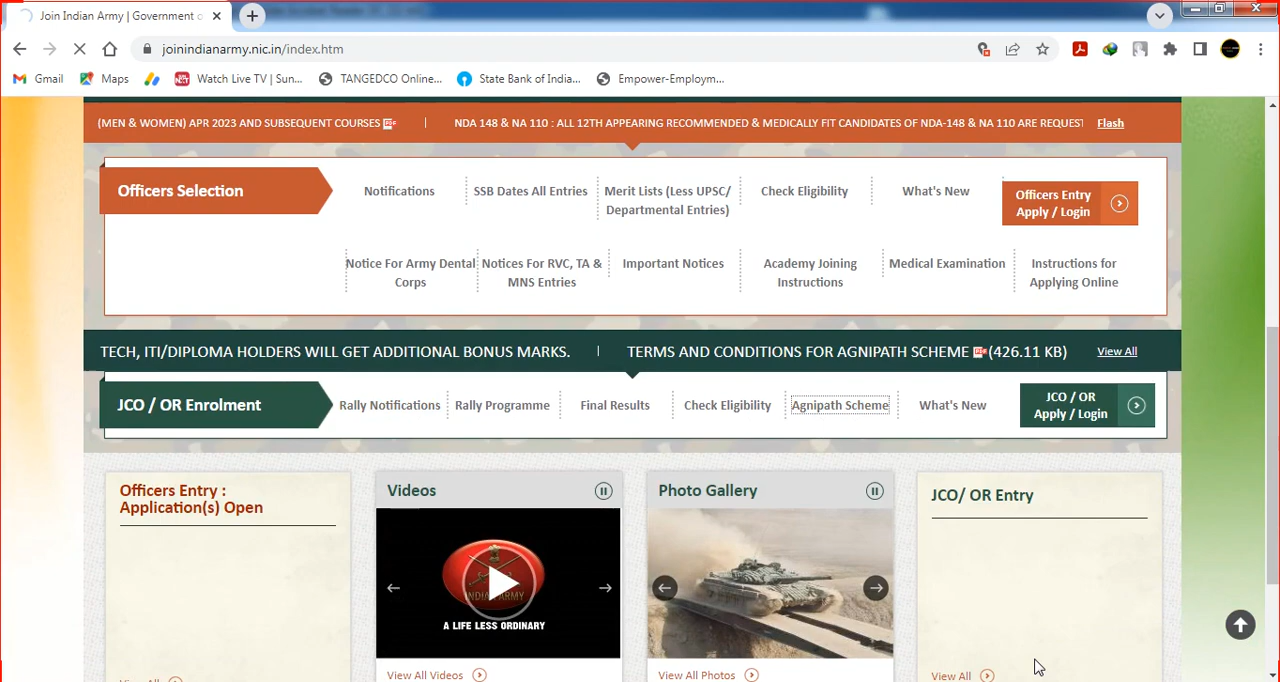 Join Indian Army | Government o
joinindianarmy.nic.in/index.htm
Gmail
Maps
Watch Live TV | Sun...
TANGEDCO Online...
State Bank of India...
Empower-Employm...
(MEN & WOMEN) APR 2023 AND SUBSEQUENT COURSES
|
NDA 148 & NA 110 : ALL 12TH APPEARING RECOMMENDED & MEDICALLY FIT CANDIDATES OF NDA-148 & NA 110 ARE REQUEST
Flash
Officers Selection
Notifications
SSB Dates All Entries
Merit Lists (Less UPSC/
Departmental Entries)
Check Eligibility
What's New
Officers Entry
Apply / Login
Notice For Army Dental
Corps
Notices For RVC, TA &
MNS Entries
Important Notices
Academy Joining
Instructions
Medical Examination
Instructions for
Applying Online
TECH, ITI/DIPLOMA HOLDERS WILL GET ADDITIONAL BONUS MARKS.
|
TERMS AND CONDITIONS FOR AGNIPATH SCHEME (426.11 KB)
View All
JCO / OR Enrolment
Rally Notifications
Rally Programme
Final Results
Check Eligibility
Agnipath Scheme
What's New
JCO / OR
Apply / Login
Officers Entry :
Application(s) Open
Videos
INDIAN ARMY
A LIFE LESS ORDINARY
View All Videos
Photo Gallery
View All Photos
JCO/ OR Entry
View All